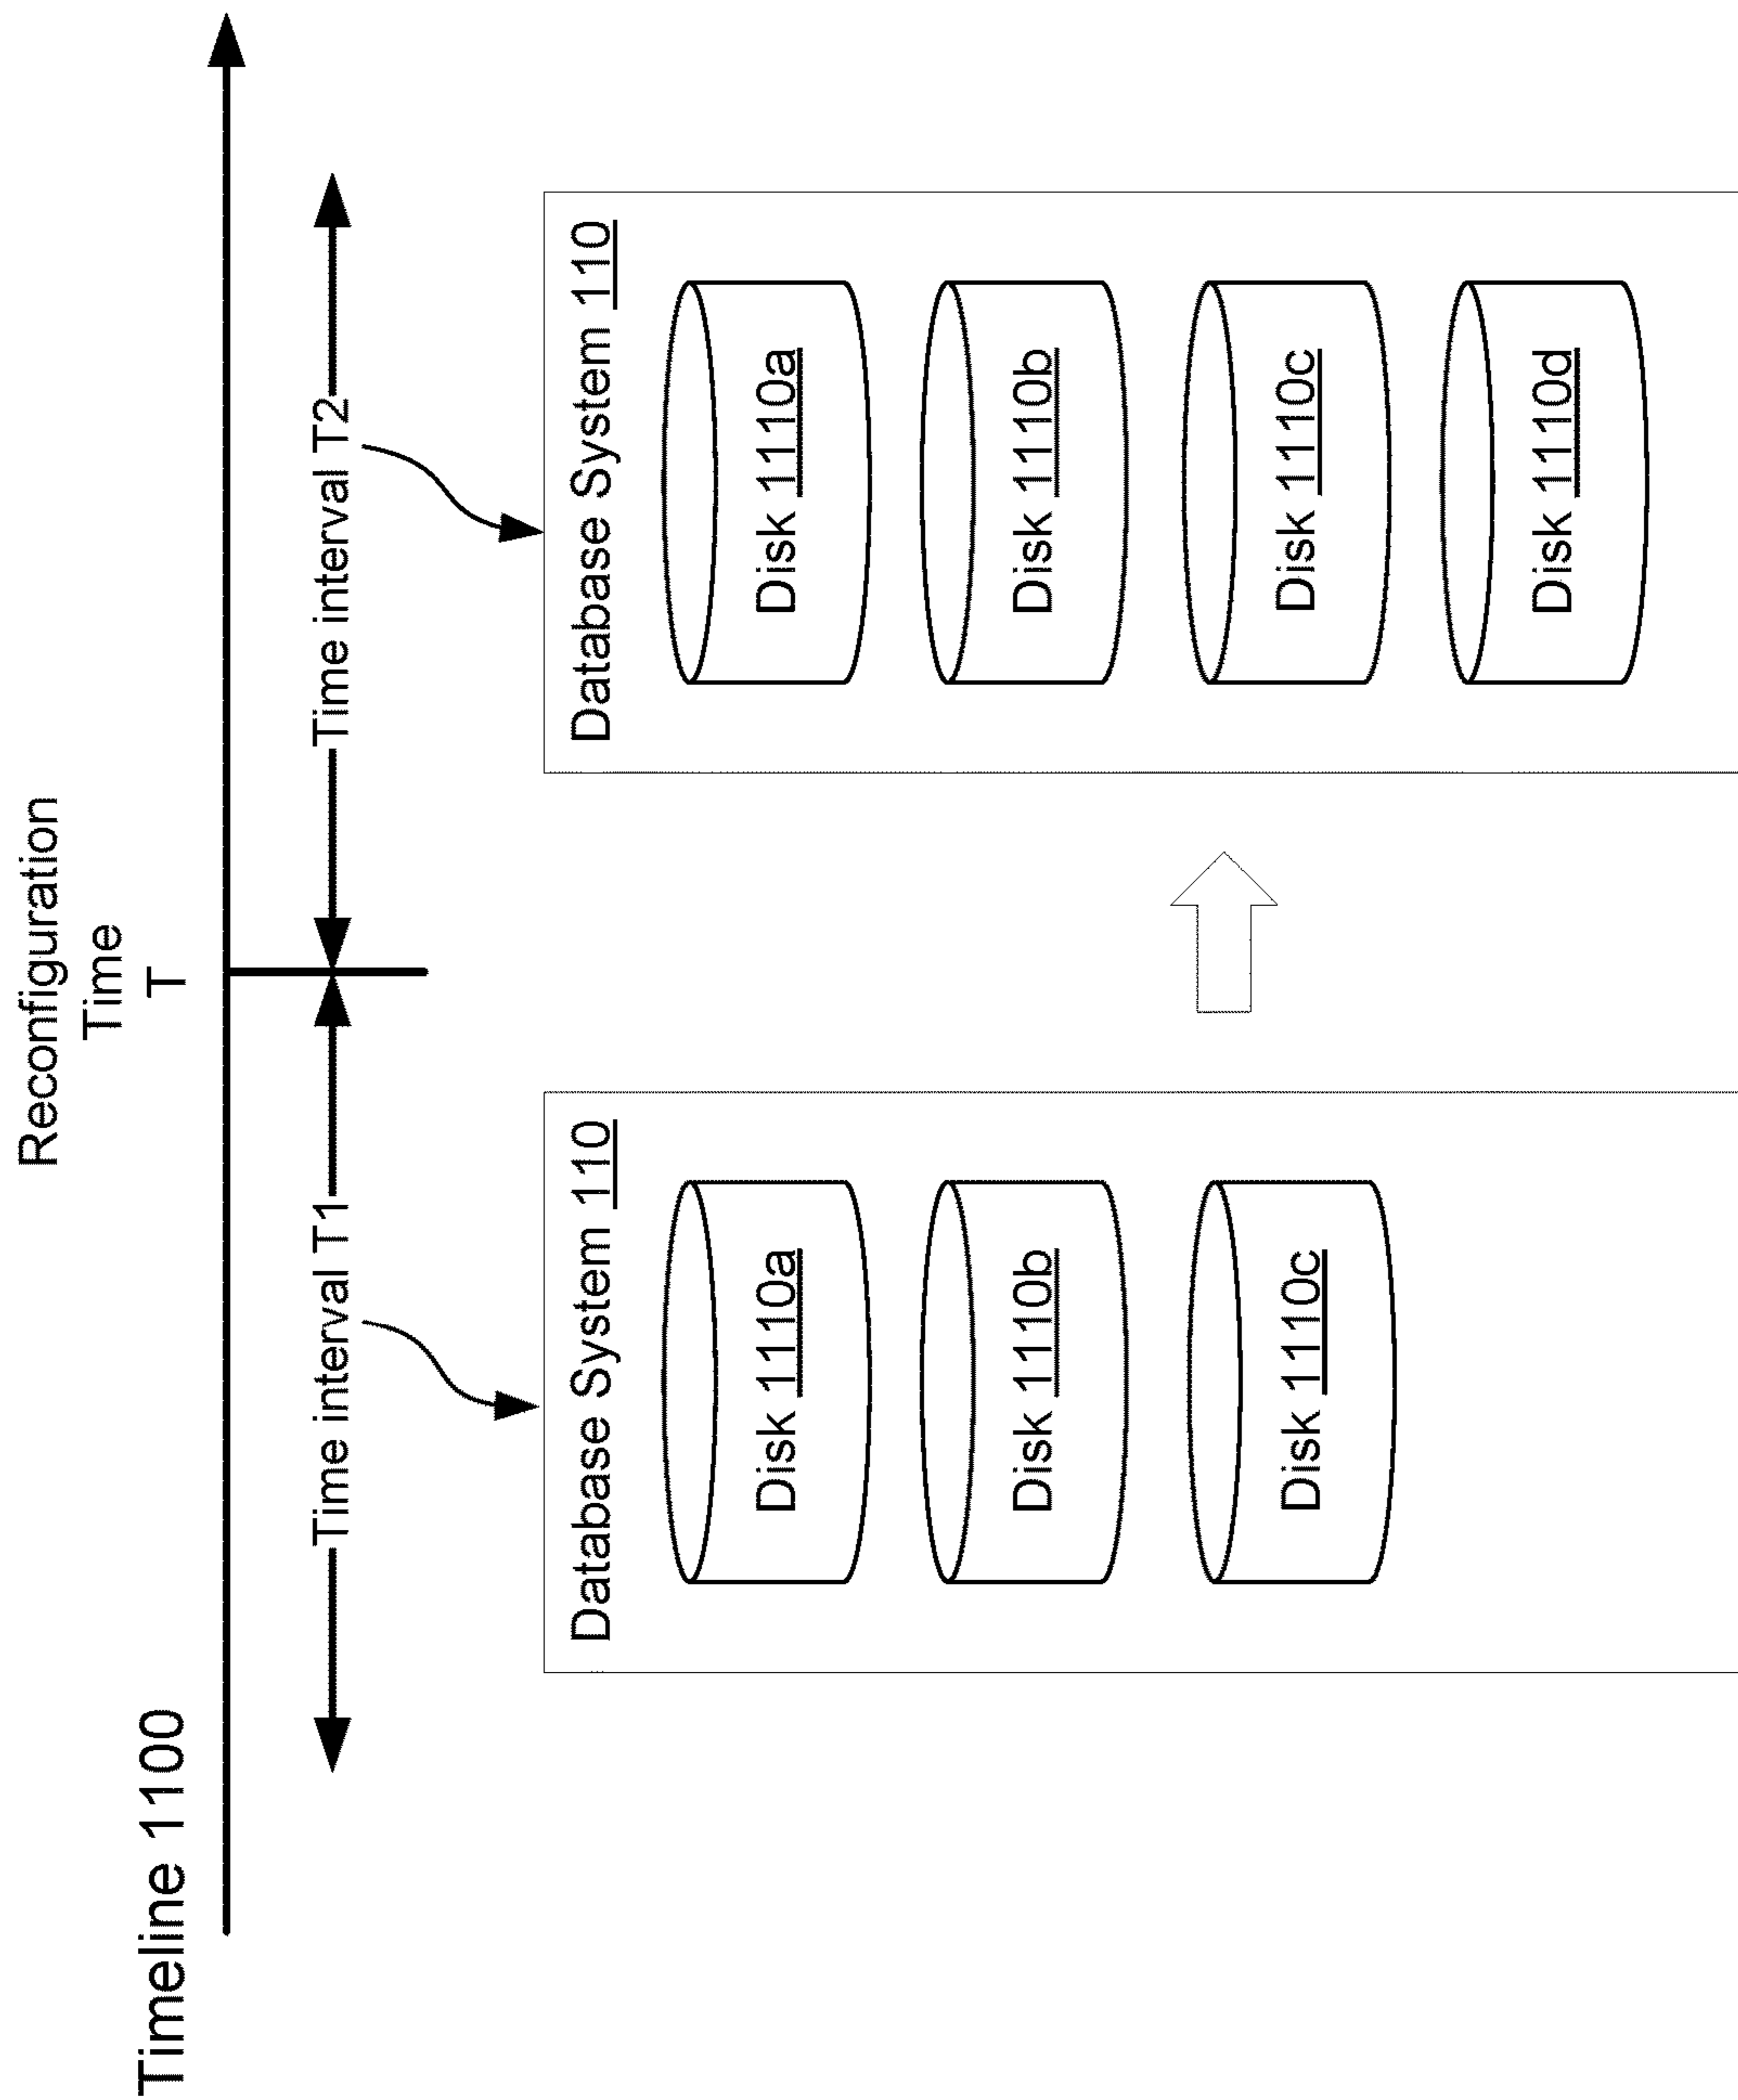 Reconfiguration
Time
T
Timeline 1100
Time interval T1
Time interval T2
Database System 110
Disk 1110a
Disk 1110b
Disk 1110c
Database System 110
Disk 1110a
Disk 1110b
Disk 1110c
Disk 1110d